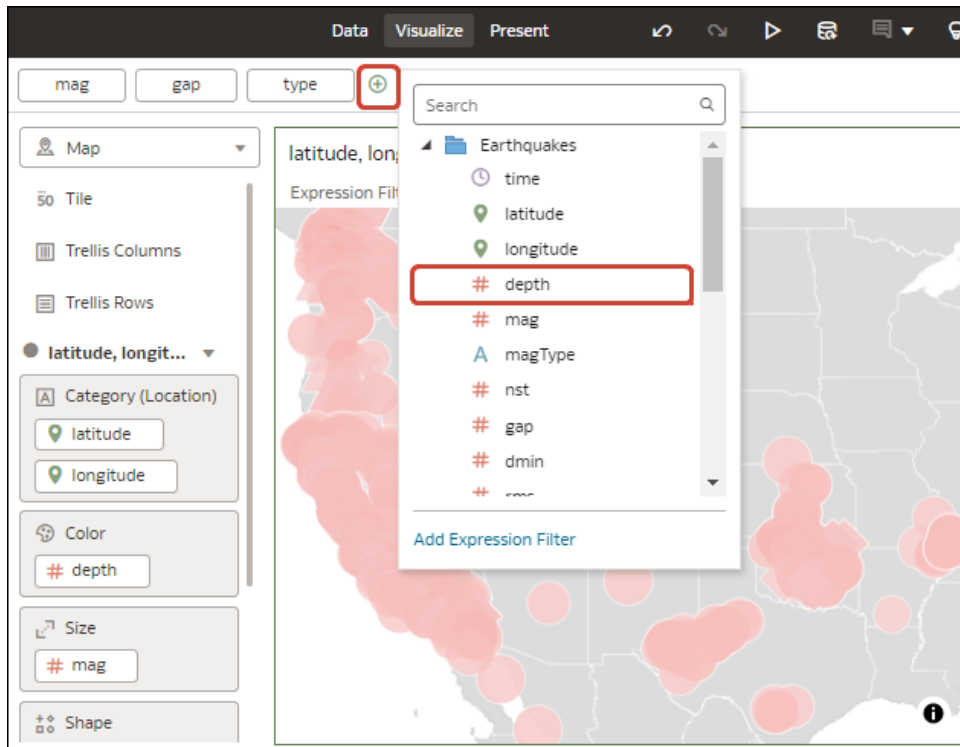 Data Visualize Present
mag gap type
Search
Map
latitude, lon
Earthquakes
Expression Filt
time
Tile
latitude
Trellis Columns
longitude
depth
Trellis Rows
mag
latitude, longit...
magType
Category (Location)
nst
latitude
gap
longitude
dmin
Color
Add Expression Filter
depth
Size
mag
Shape